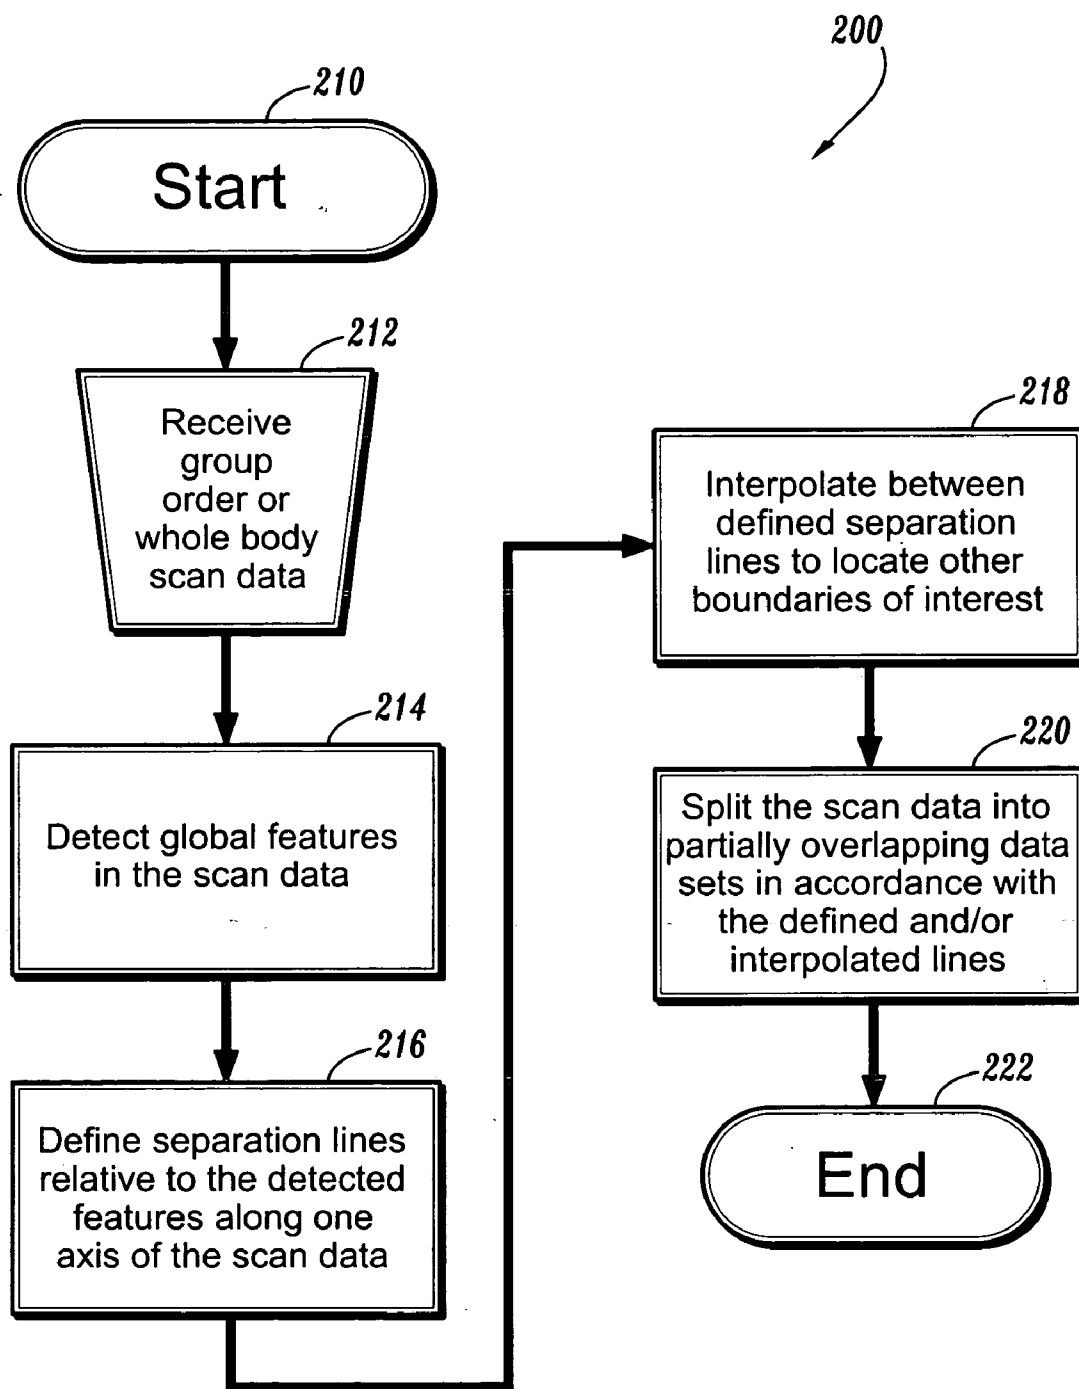 200
210
Start
212
Receive
group
order or
whole body
scan data
214
Detect global features
in the scan data
216
Define separation lines
relative to the detected
features along one
axis of the scan data
218
Interpolate between
defined separation
lines to locate other
boundaries of interest
220
Split the scan data into
partially overlapping data
sets in accordance with
the defined and/or
interpolated lines
222
End